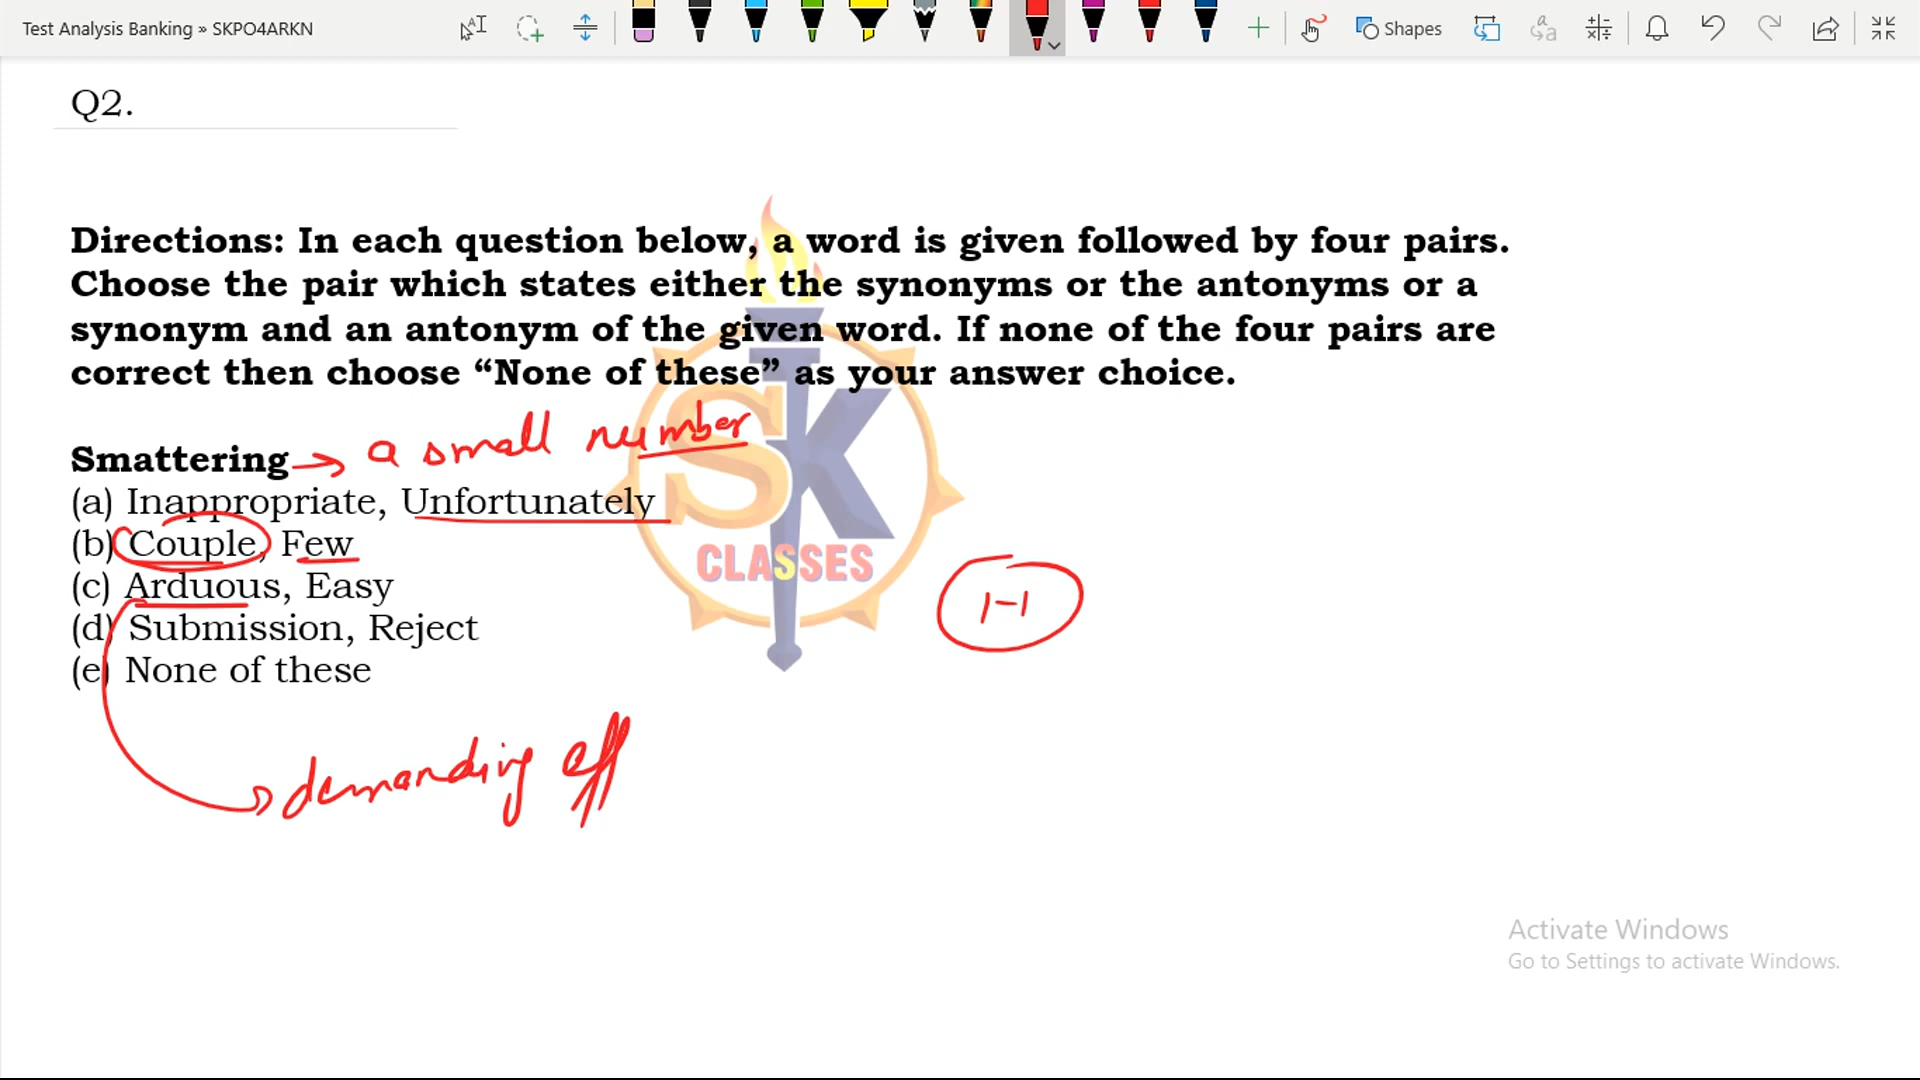 Test Analysis Banking » SKPO4ARKN
Shapes
Q2.
Directions: In each question below, a word is given followed by four pairs.
Choose the pair which states either the synonyms or the antonyms or a
synonym and an antonym of the given word. If none of the four pairs are
correct then choose “None of these” as your answer choice.
Smattering → a small number
(a) Inappropriate, Unfortunately
(b) Couple, Few
(c) Arduous, Easy
(d) Submission, Reject
(e) None of these
SK
CLASSES
1-1
demanding eff
Activate Windows
Go to Settings to activate Windows.